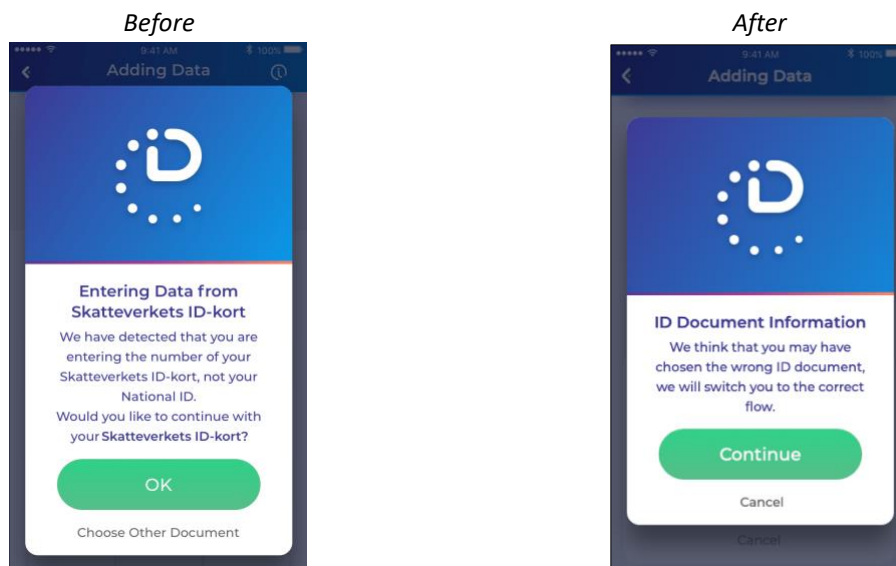 Before
9:41 AM
100%
Adding Data
iD
Entering Data from
Skatteverkets ID-kort
We have detected that you are
entering the number of your
Skatteverkets ID-kort, not your
National ID.
Would you like to continue with
your Skatteverkets ID-kort?
OK
Choose Other Document
After
9:41 AM
100%
Adding Data
iD
ID Document Information
We think that you may have
chosen the wrong ID document,
we will switch you to the correct
flow.
Continue
Cancel
Cancel